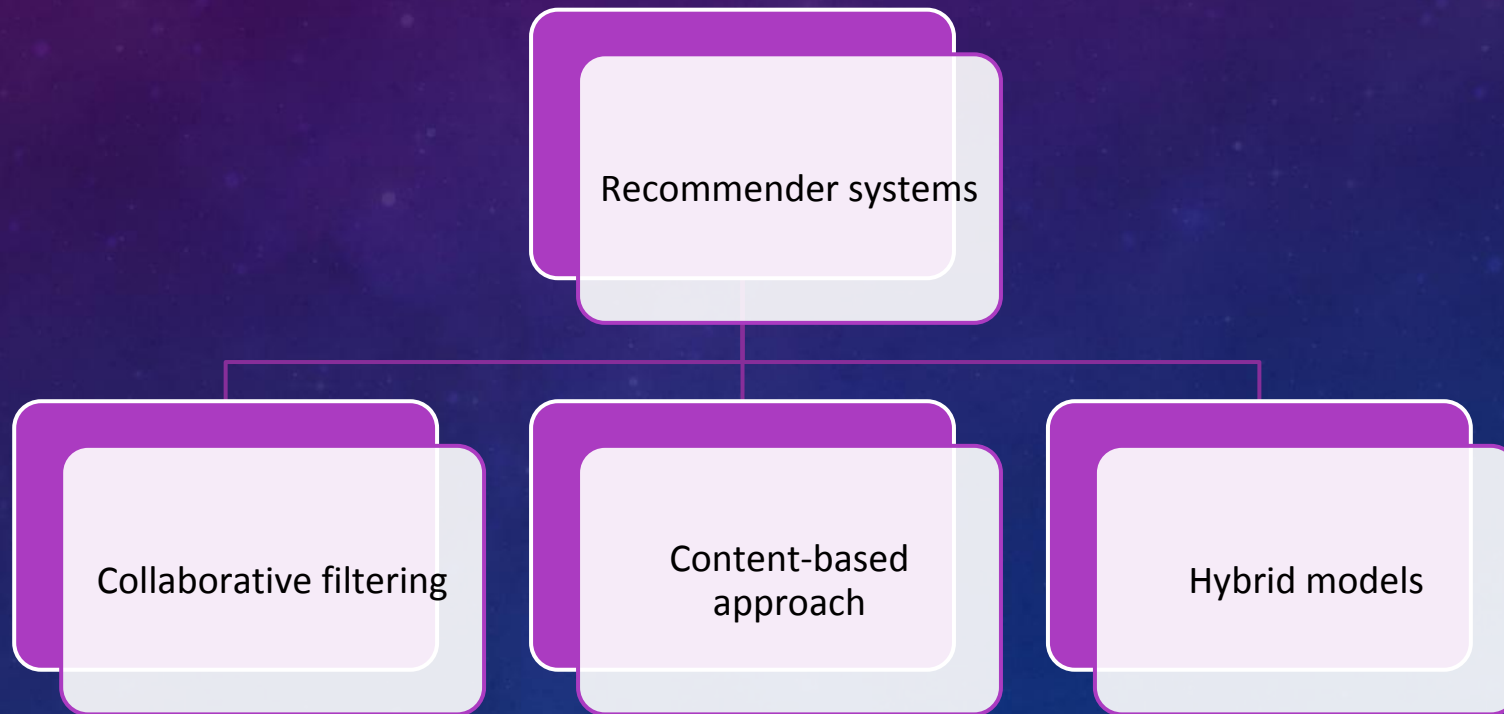 Recommender systems
Collaborative filtering
Content-based
approach
Hybrid models